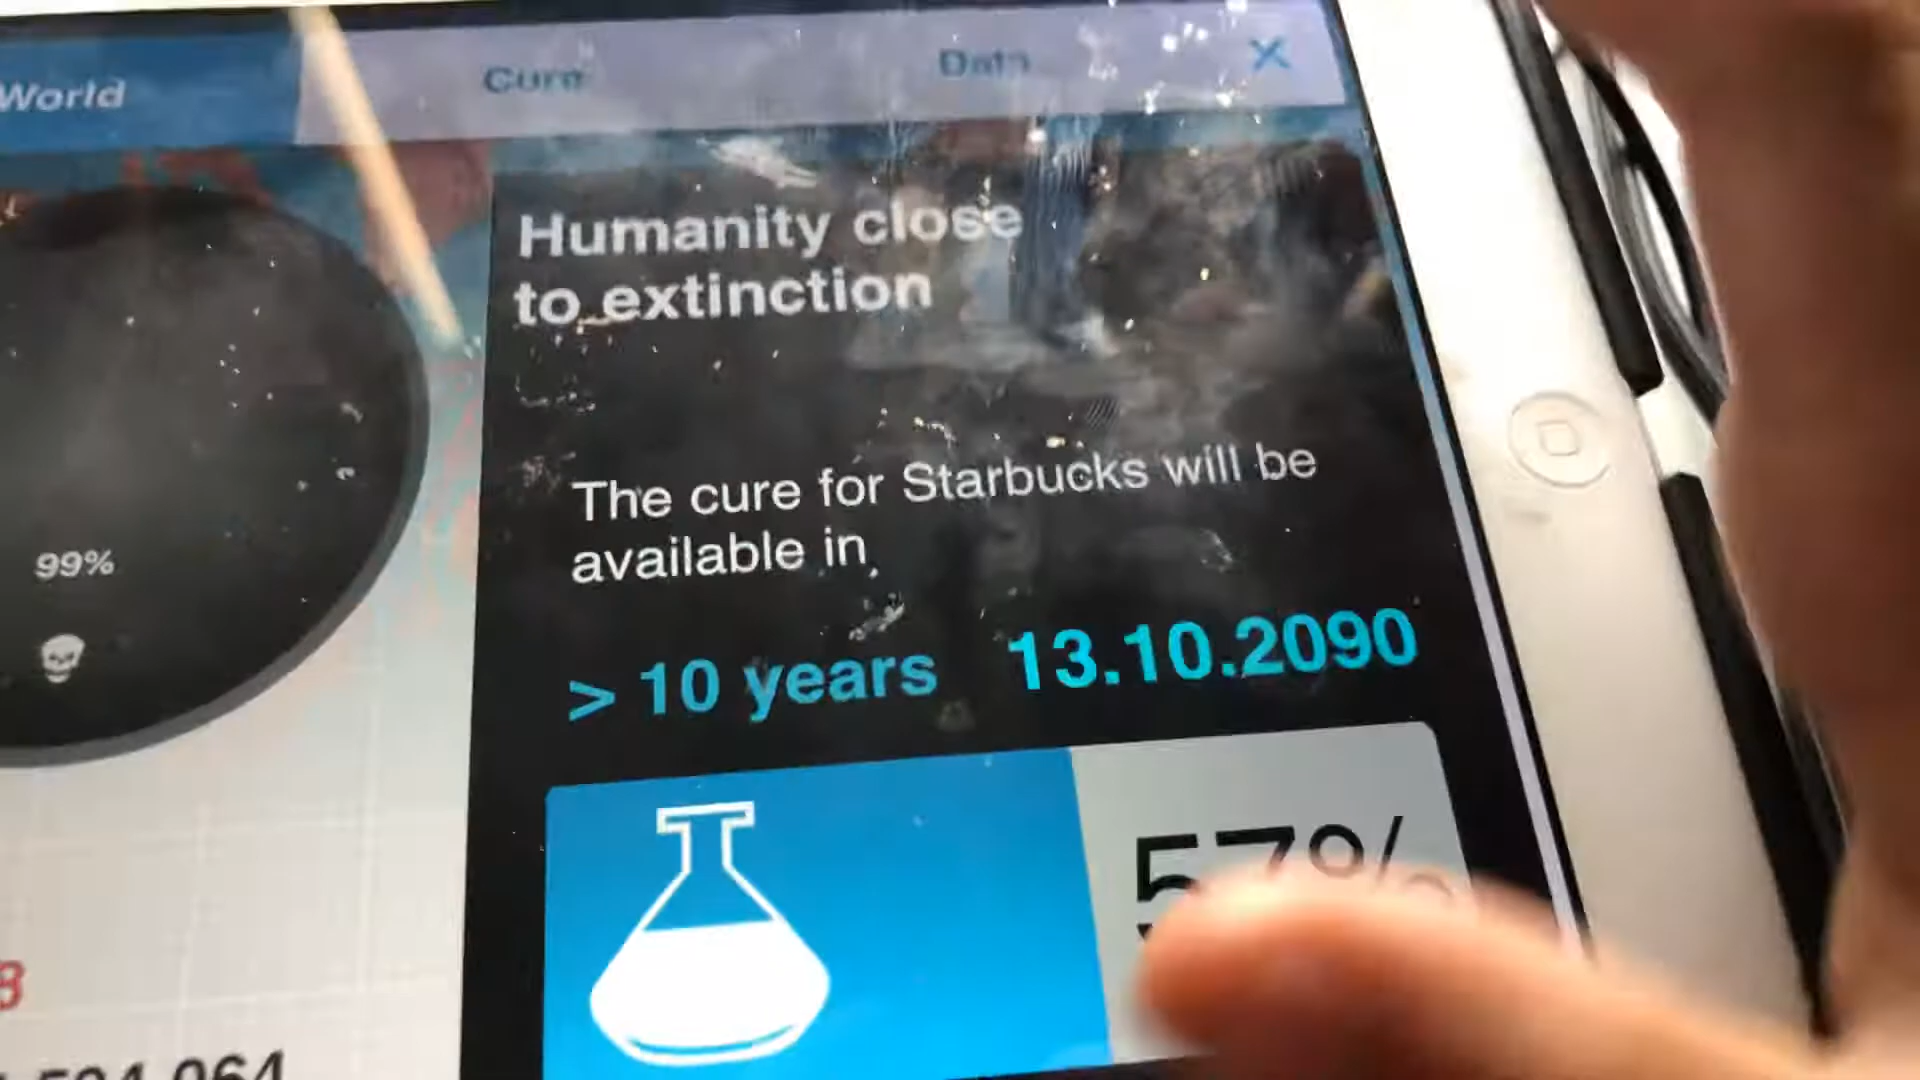 World
Cure
Data
X
Humanity close
to extinction
99%
The cure for Starbucks will be
available in
> 10 years
13.10.2090
57%